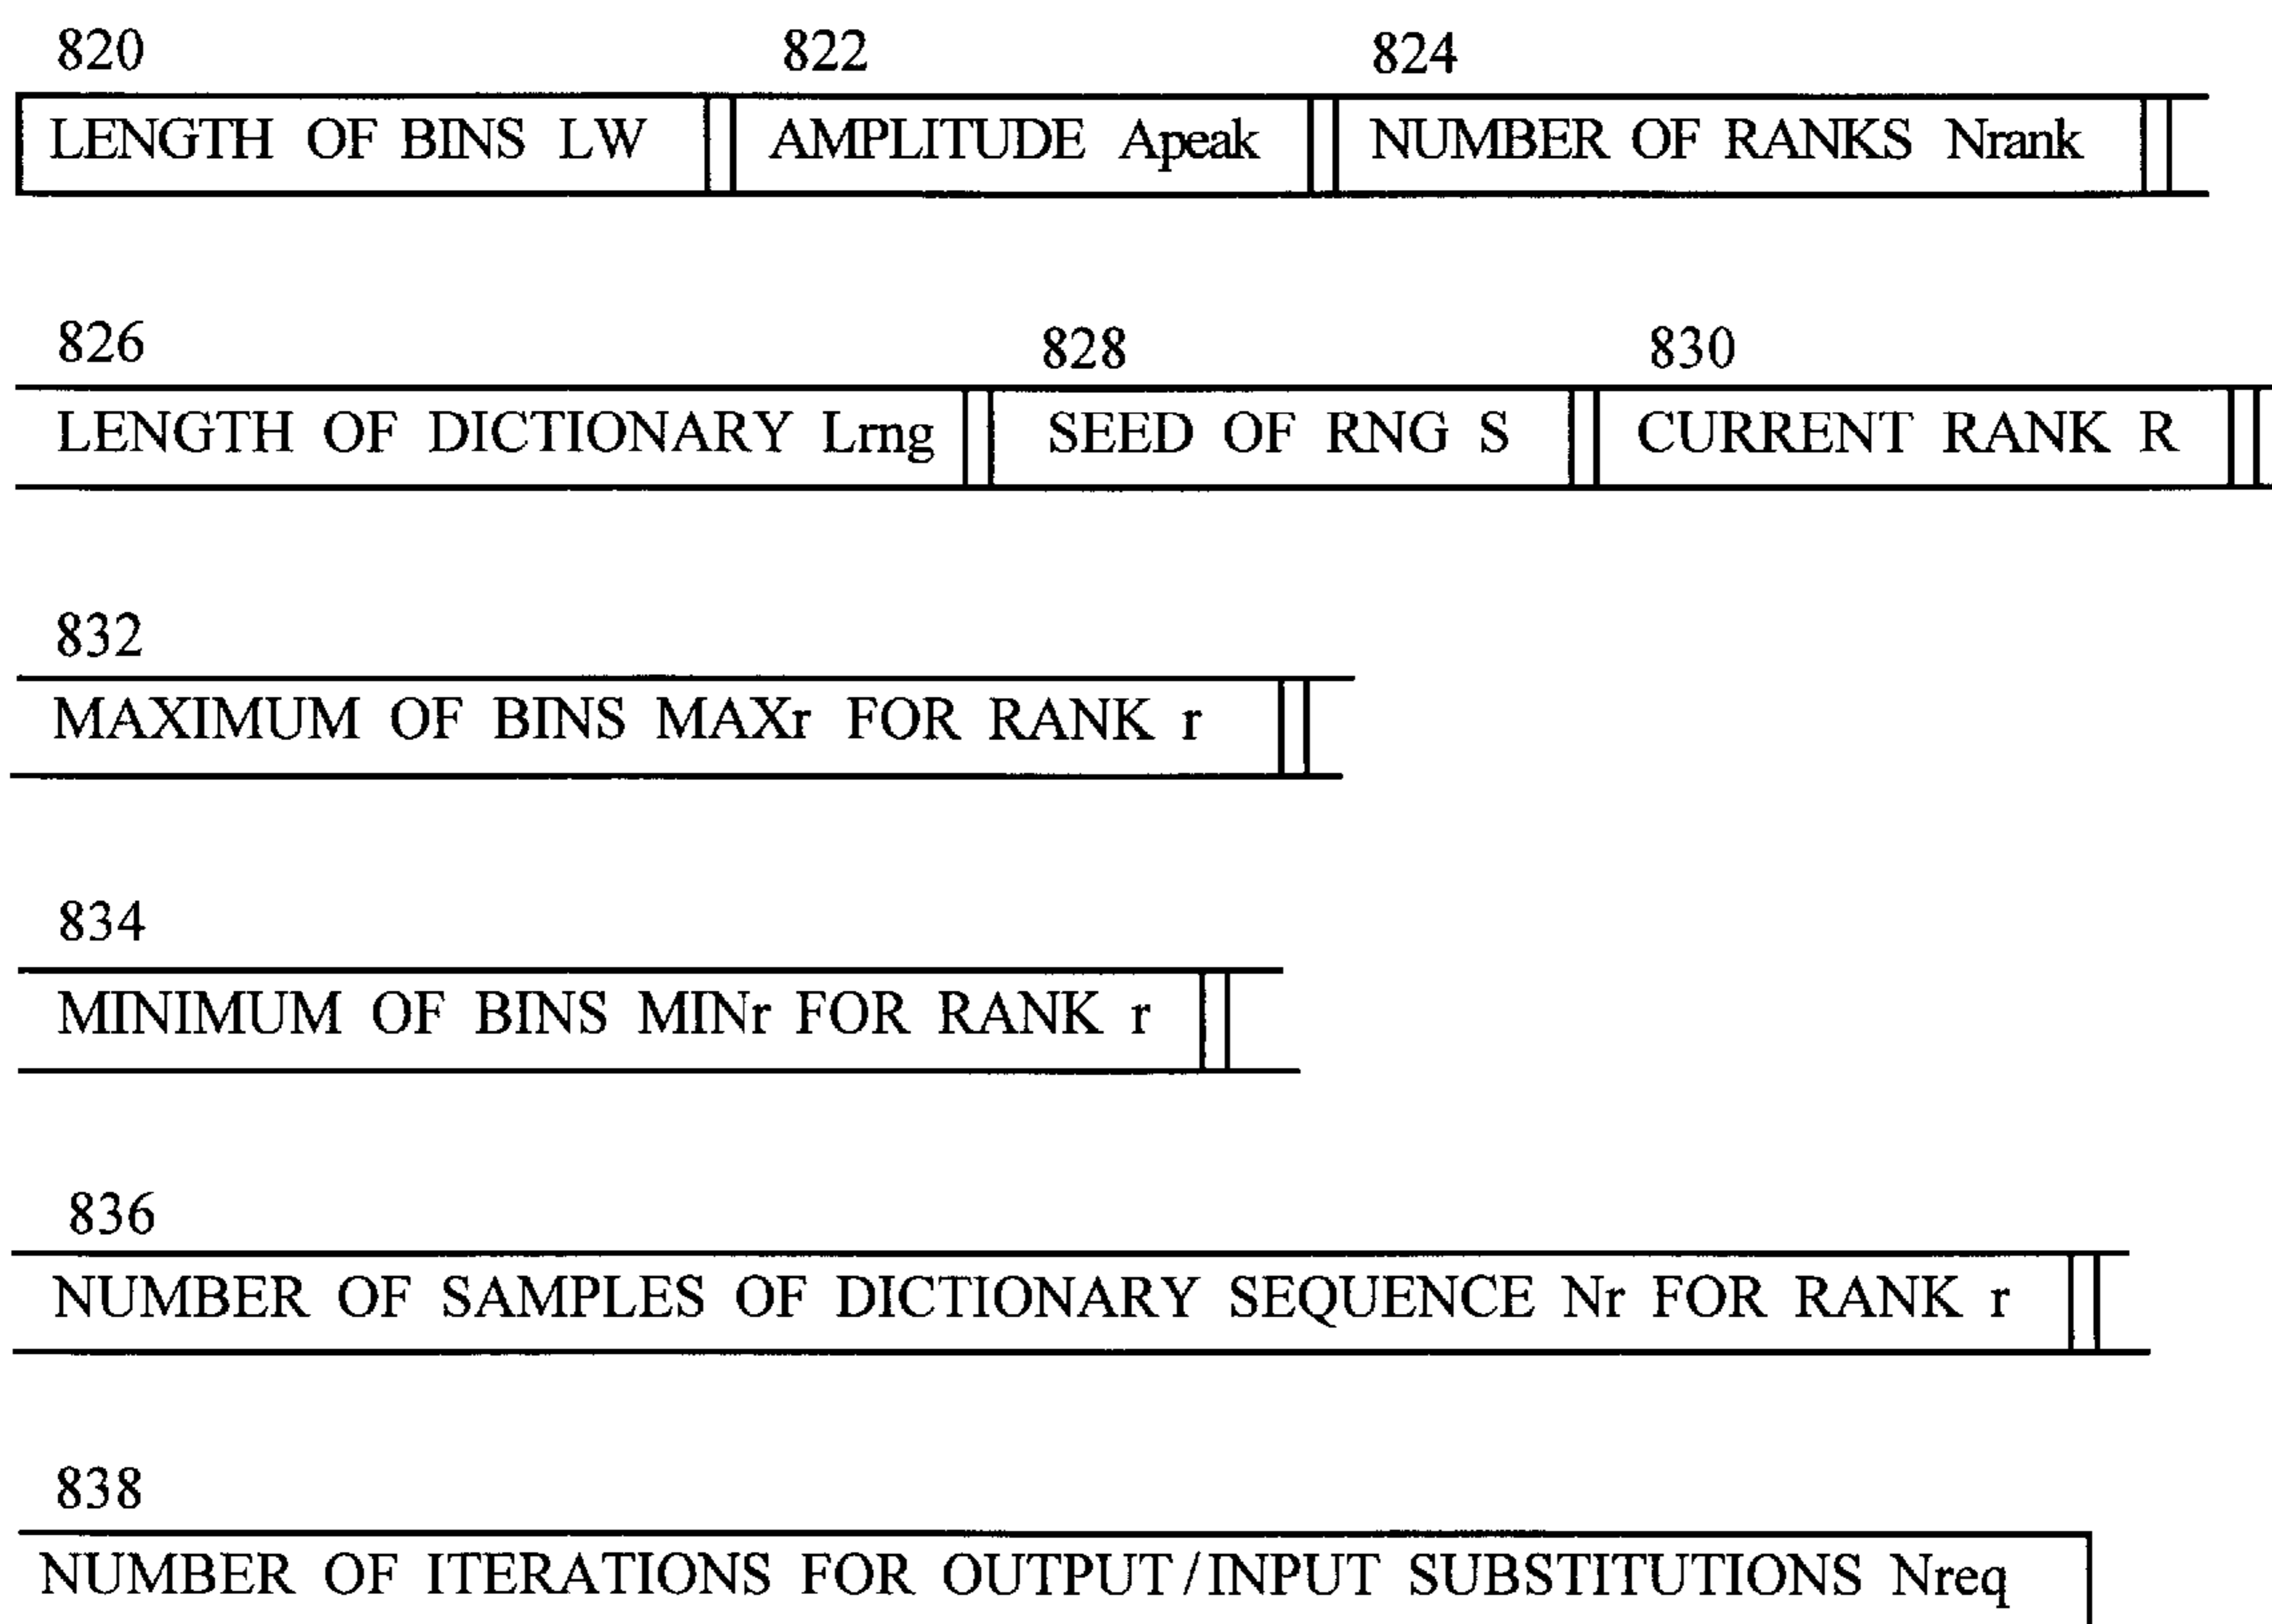 820 822 824
LENGTH OF BINS LW AMPLITUDE Apeak NUMBER OF RANKS Nrank
826 828 830
LENGTH OF DICTIONARY Lrng SEED OF RNG S CURRENT RANK R
832
MAXIMUM OF BINS MAXr FOR RANK r
834
MINIMUM OF BINS MINr FOR RANK r
836
NUMBER OF SAMPLES OF DICTIONARY SEQUENCE Nr FOR RANK r
838
NUMBER OF ITERATIONS FOR OUTPUT/INPUT SUBSTITUTIONS Nreq